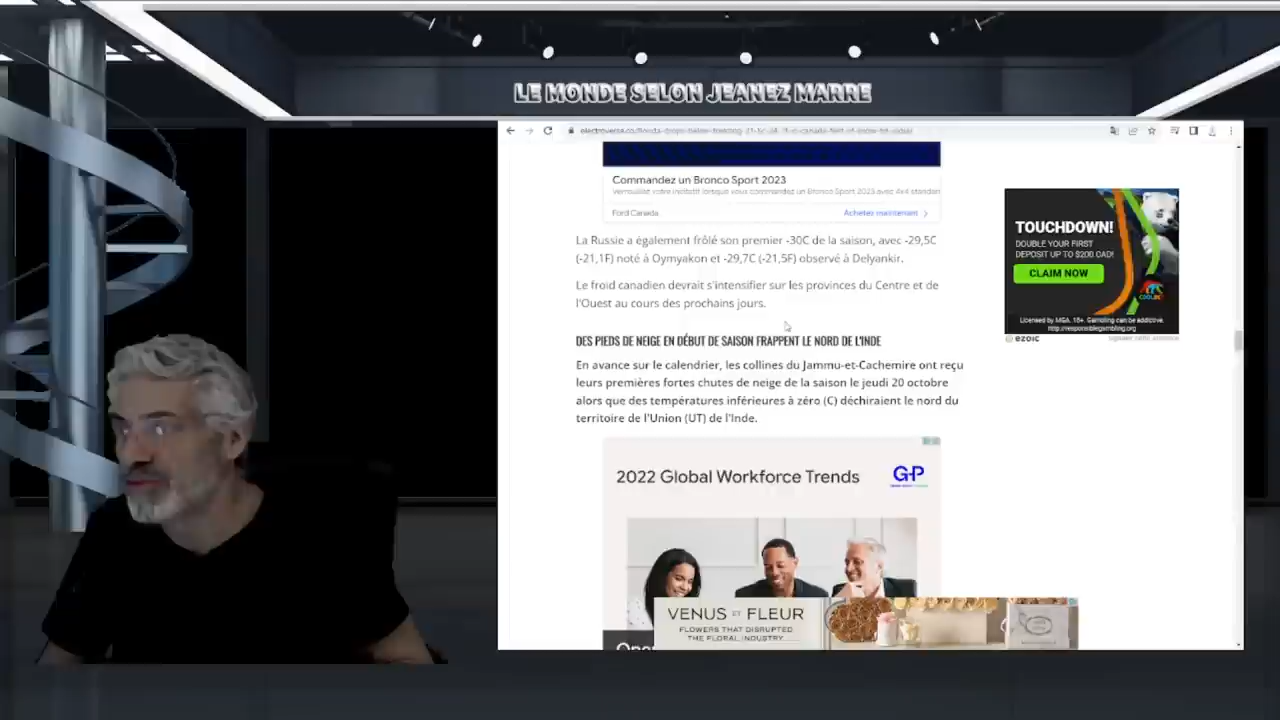 LE MONDE SELON JEANEZ MARRE
Commandez un Bronco Sport 2023
Ford Canada
Achetez maintenant
La Russie a également frôlé son premier -30C de la saison, avec -29,5C
(-21,1F) noté à Oymyakon et -29,7C (-21,5F) observé à Delyankir.
Le froid canadien devrait s'intensifier sur les provinces du Centre et de
l'Ouest au cours des prochains jours.
DES PIEDS DE NEIGE EN DÉBUT DE SAISON FRAPPENT LE NORD DE L'INDE
En avance sur le calendrier, les collines du Jammu-et-Cachemire ont reçu
leurs premières fortes chutes de neige de la saison le jeudi 20 octobre
alors que des températures inférieures à zéro (C) déchiraient le nord du
territoire de l'Union (UT) de l'Inde.
2022 Global Workforce Trends
G-P
VENUS ET FLEUR
FLOWERS THAT DISRUPTED
THE FLORAL INDUSTRY
TOUCHDOWN!
DOUBLE YOUR FIRST
DEPOSIT UP TO $200 CAD!
CLAIM NOW
Licensed by MGA. 18+. Gambling can be addictive.
http://responsiblegambling.org
ezoic